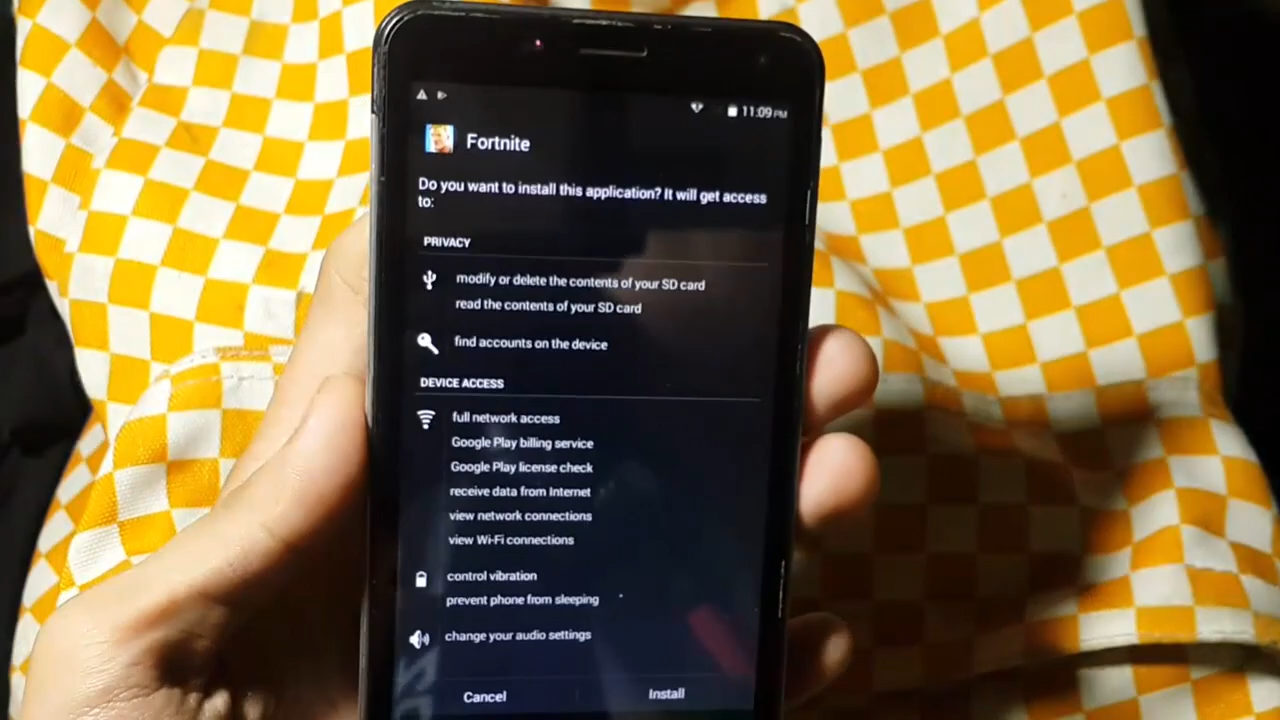 11:09 PM
Fortnite
Do you want to install this application? It will get access
to:
PRIVACY
modify or delete the contents of your SD card
read the contents of your SD card
find accounts on the device
DEVICE ACCESS
full network access
Google Play billing service
Google Play license check
receive data from Internet
view network connections
view Wi-Fi connections
control vibration
prevent phone from sleeping
change your audio settings
Cancel
Install